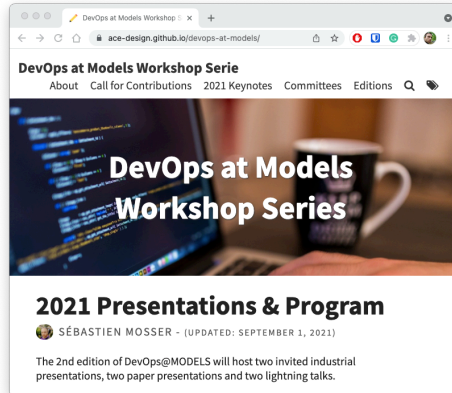 DevOps at Models Workshop S
ace-design.github.io/devops-at-models/
DevOps at Models Workshop Serie
About Call for Contributions 2021 Keynotes Committees Editions
DevOps at Models
Workshop Series
2021 Presentations & Program
SÉBASTIEN MOSSER - (UPDATED: SEPTEMBER 1, 2021)
The 2nd edition of DevOps@MODELS will host two invited industrial
presentations, two paper presentations and two lightning talks.